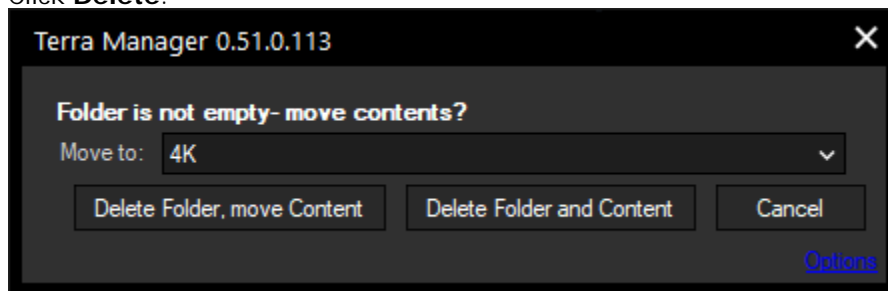 Click Delete.
Terra Manager 0.51.0.113
Folder is not empty- move contents?
Move to: 4K
Delete Folder, move Content Delete Folder and Content Cancel
Options